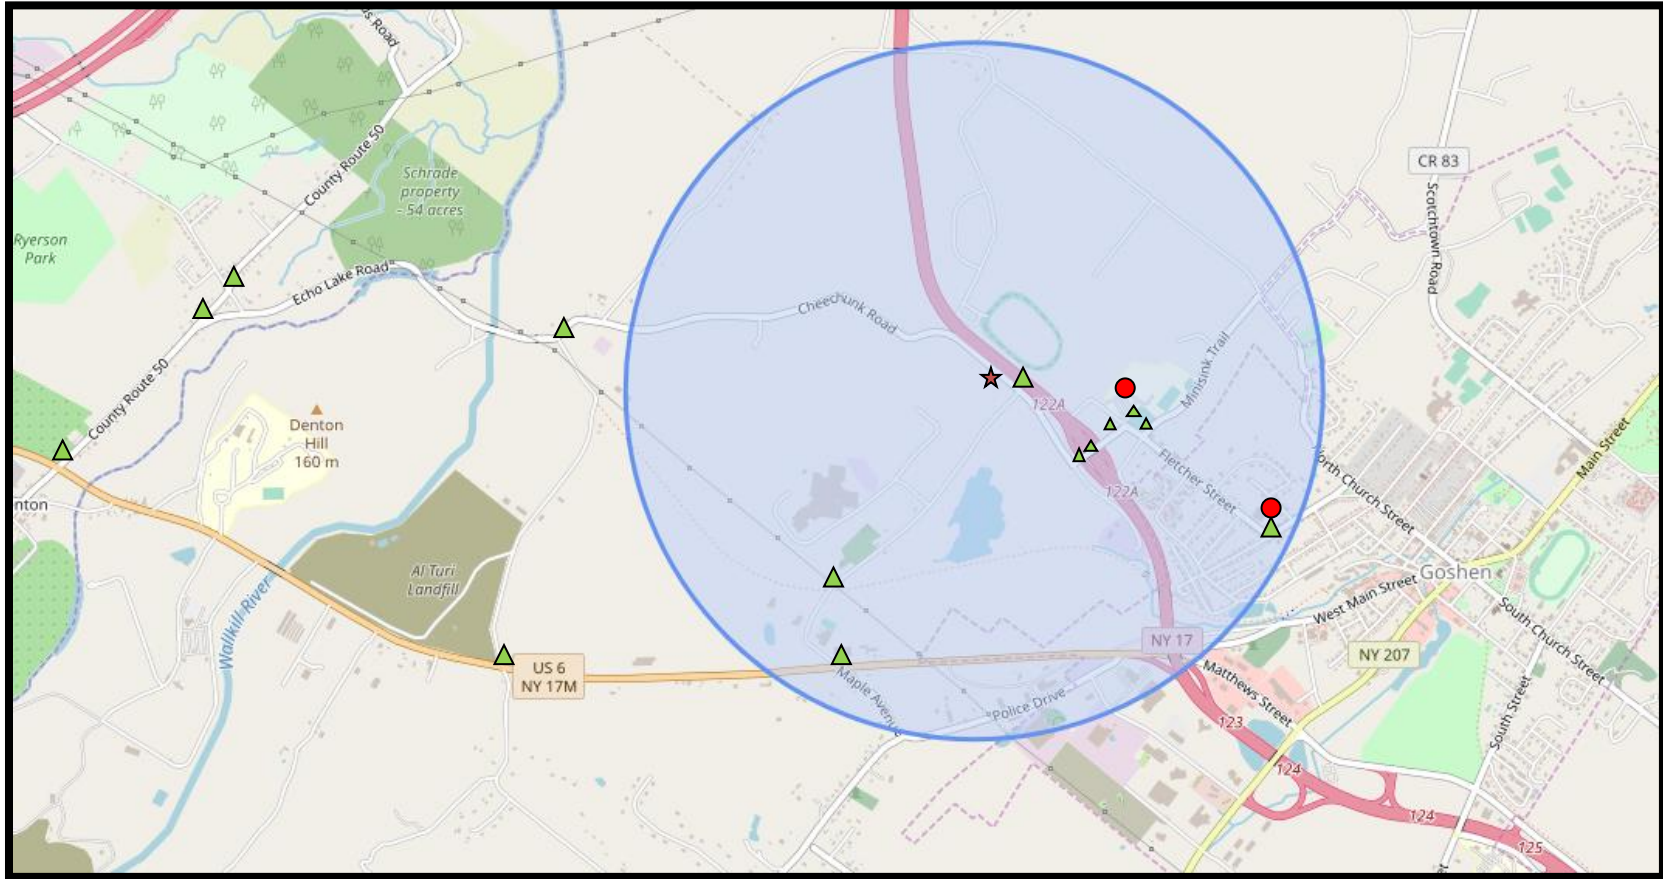 County Route 50
Schrade
property
- 54 acres
CR 83
Scotchtown Road
Ryerson
Park
Echo Lake Road
Cheechunk Road
Minisink Trail
122A
County Route 50
Denton
Hill
160 m
Main Street
North Church Street
Fletcher Street
122A
nton
Al Turi
Landfill
Goshen
West Main Street
South Church Street
Wallkill River
NY 17
NY 207
US 6
NY 17M
Maple Avenue
Matthews Street
Police Drive
South Street
123
124
124
125